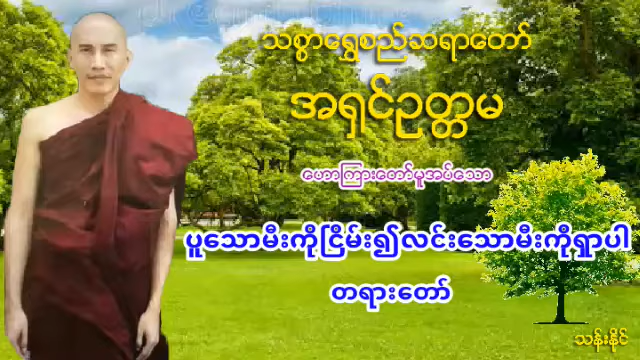 သစ္စာရွှေစည်ဆရာတော်
အရှင်ဥတ္တမ
ဟောကြားတော်မူအပ်သော
ပူသောမီးကိုငြိမ်း၍လင်းသောမီးကိုရှာပါ
တရားတော်
သန်းနိုင်